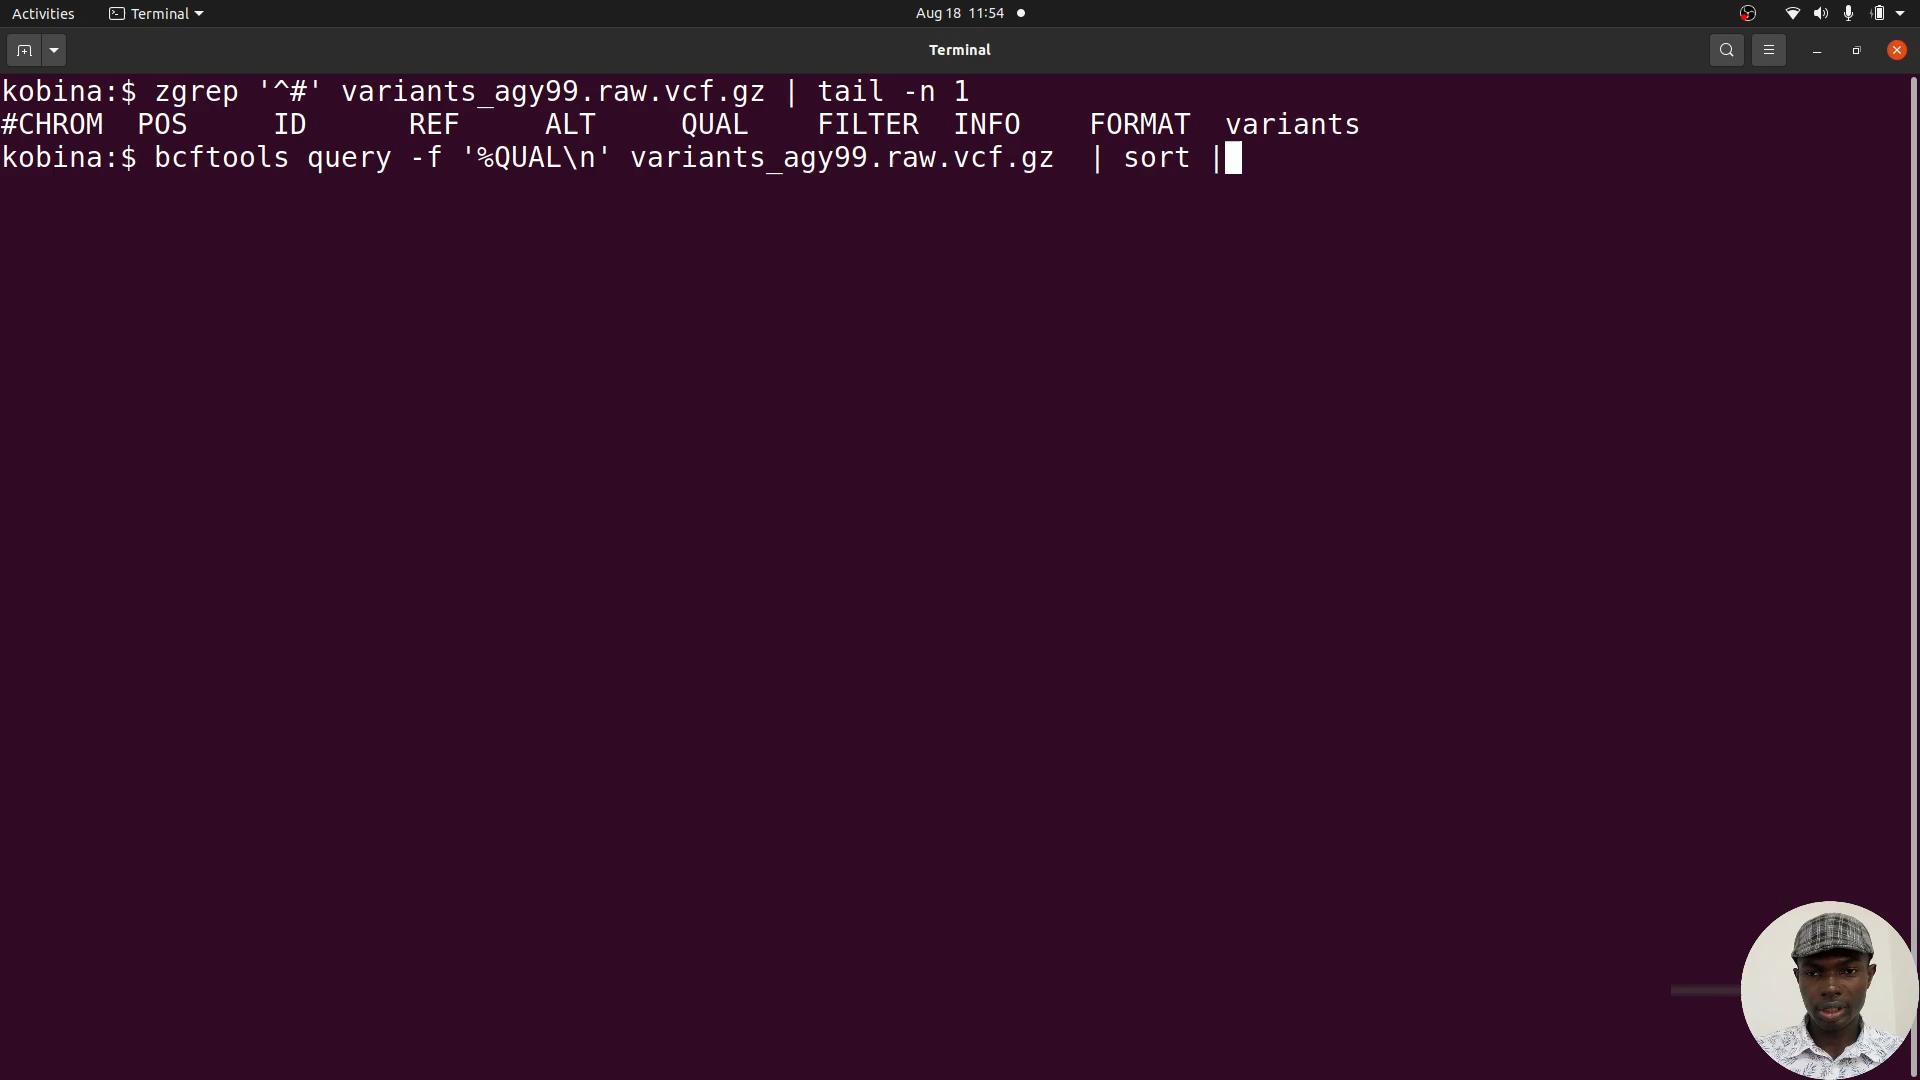 Activities
Terminal
Aug 18 11:54
Terminal
kobina:$ zgrep '^#' variants_agy99.raw.vcf.gz | tail -n 1
#CHROM POS ID REF ALT QUAL FILTER INFO FORMAT variants
kobina:$ bcftools query -f '%QUAL\n' variants_agy99.raw.vcf.gz | sort |